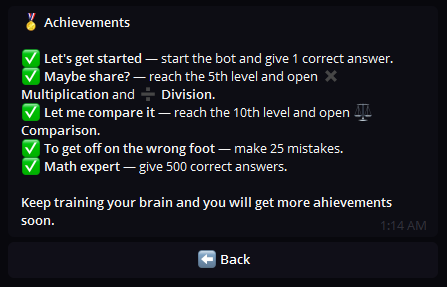 🏅 Achievements
✅ Let's get started — start the bot and give 1 correct answer.
✅ Maybe share? — reach the 5th level and open ✖️
Multiplication and ➗ Division.
✅ Let me compare it — reach the 10th level and open ⚖️
Comparison.
✅ To get off on the wrong foot — make 25 mistakes.
✅ Math expert — give 500 correct answers.
Keep training your brain and you will get more ahievements
soon.
1:14 AM
⬅️ Back